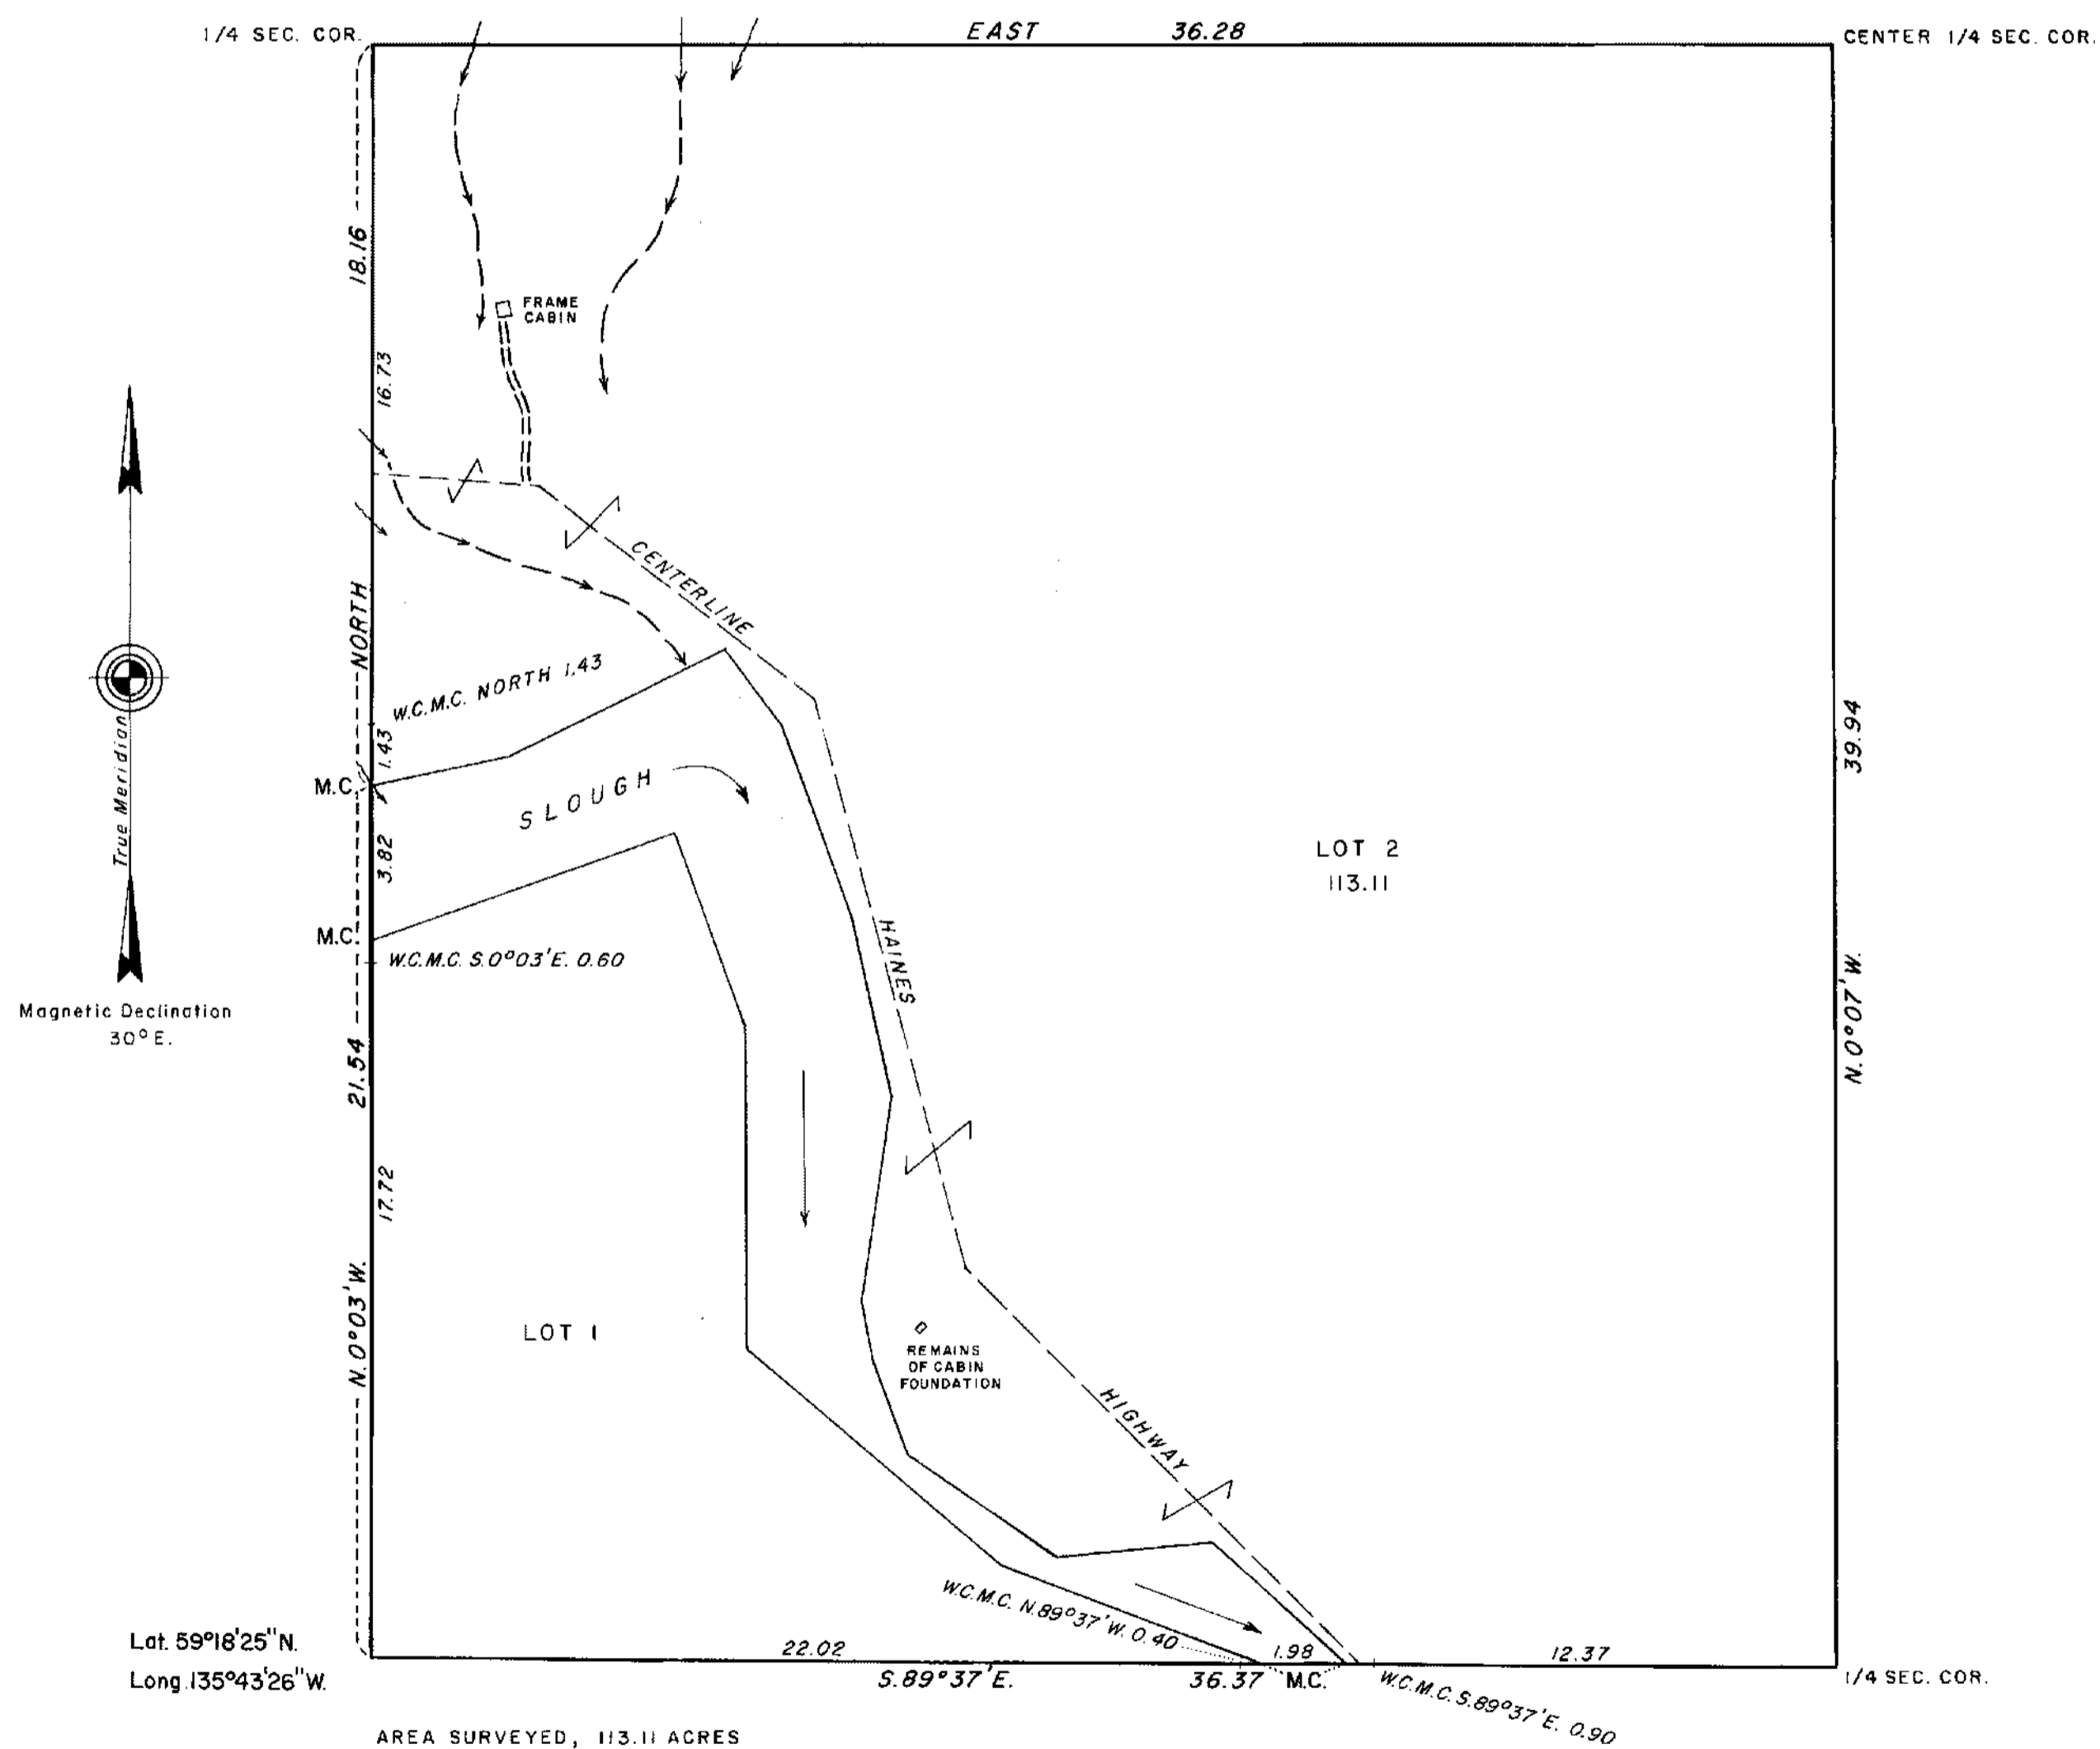 1/4 SEC. COR.
EAST 36.28
CENTER 1/4 SEC. COR.
18.16
FRAME
CABIN
16.73
CENTERLINE
NORTH
W.C.M.C. NORTH 1.43
1.43
M.C.
SLOUGH
3.82
M.C.
W.C.M.C. S.0°03'E. 0.60
True Meridian
Magnetic Declination
30°E.
39.94
LOT 2
113.11
HAINES
N.0°07'W.
21.54
17.72
N.0°03'W.
LOT 1
REMAINS
OF CABIN
FOUNDATION
HIGHWAY
W.C.M.C. N.89°37'W. 0.40
Lat. 59°18'25"N.
Long. 135°43'26"W.
22.02
1.98
12.37
S.89°37'E. 36.37
M.C.
W.C.M.C. S.89°37'E. 0.90
1/4 SEC. COR.
AREA SURVEYED, 113.11 ACRES